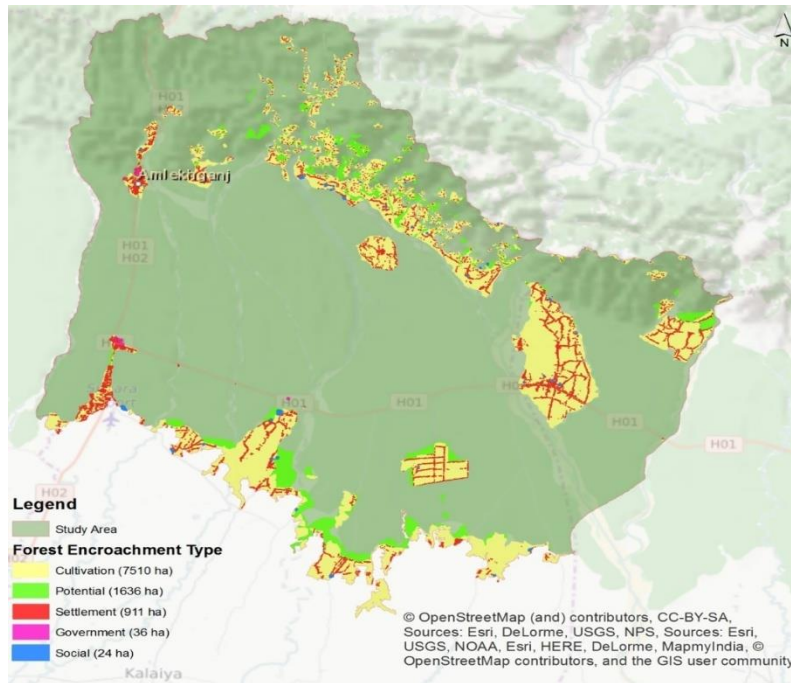 N
H01
H02
Amlekhganj
H01
H02
H01
H01
H01
H01
H01
H02
Legend
Study Area
Forest Encroachment Type
Cultivation (7510 ha)
Potential (1636 ha)
Settlement (911 ha)
Government (36 ha)
Social (24 ha)
Kalaiya
© OpenStreetMap (and) contributors, CC-BY-SA,
Sources: Esri, DeLorme, USGS, NPS, Sources: Esri,
USGS, NOAA, Esri, HERE, DeLorme, MapmyIndia, ©
OpenStreetMap contributors, and the GIS user community